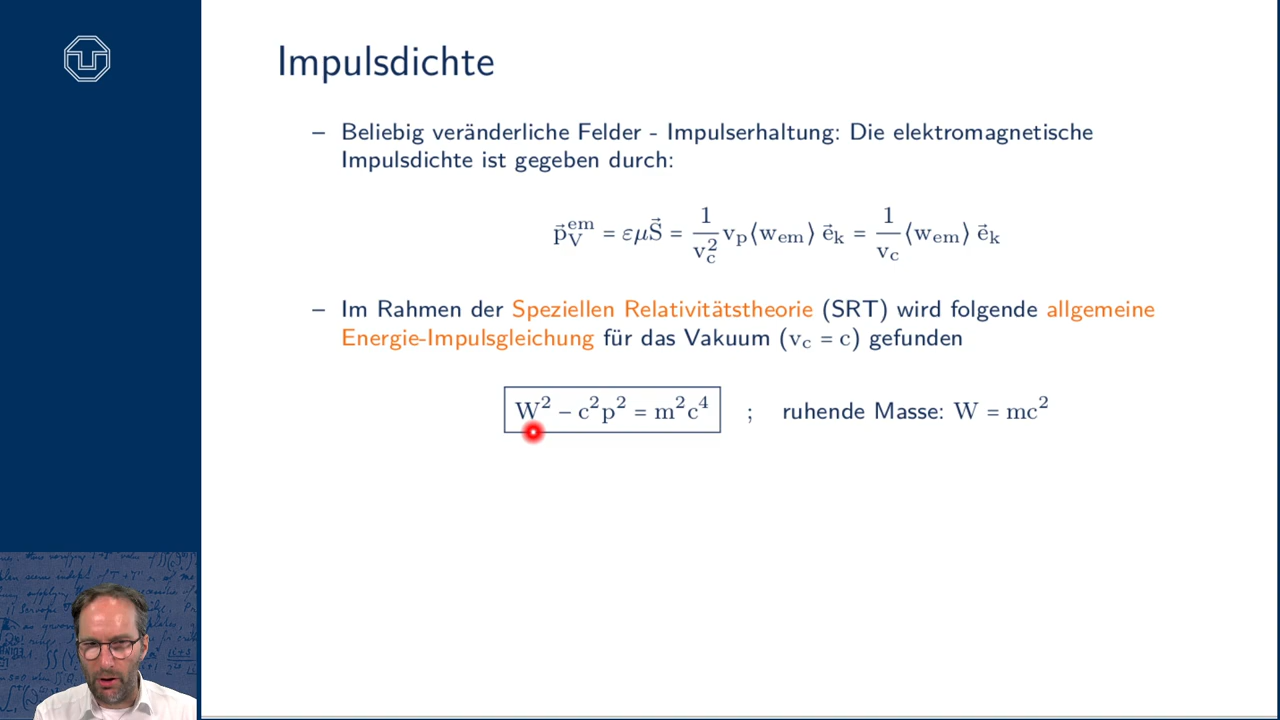 Impulsdichte
– Beliebig veränderliche Felder - Impulserhaltung: Die elektromagnetische
Impulsdichte ist gegeben durch:
p⃗_V^em = εμS⃗ = 1/v_c^2 v_p⟨w_em⟩ e⃗_k = 1/v_c ⟨w_em⟩ e⃗_k
– Im Rahmen der Speziellen Relativitätstheorie (SRT) wird folgende allgemeine
Energie-Impulsgleichung für das Vakuum (v_c = c) gefunden
W² – c²p² = m²c⁴ ; ruhende Masse: W = mc²